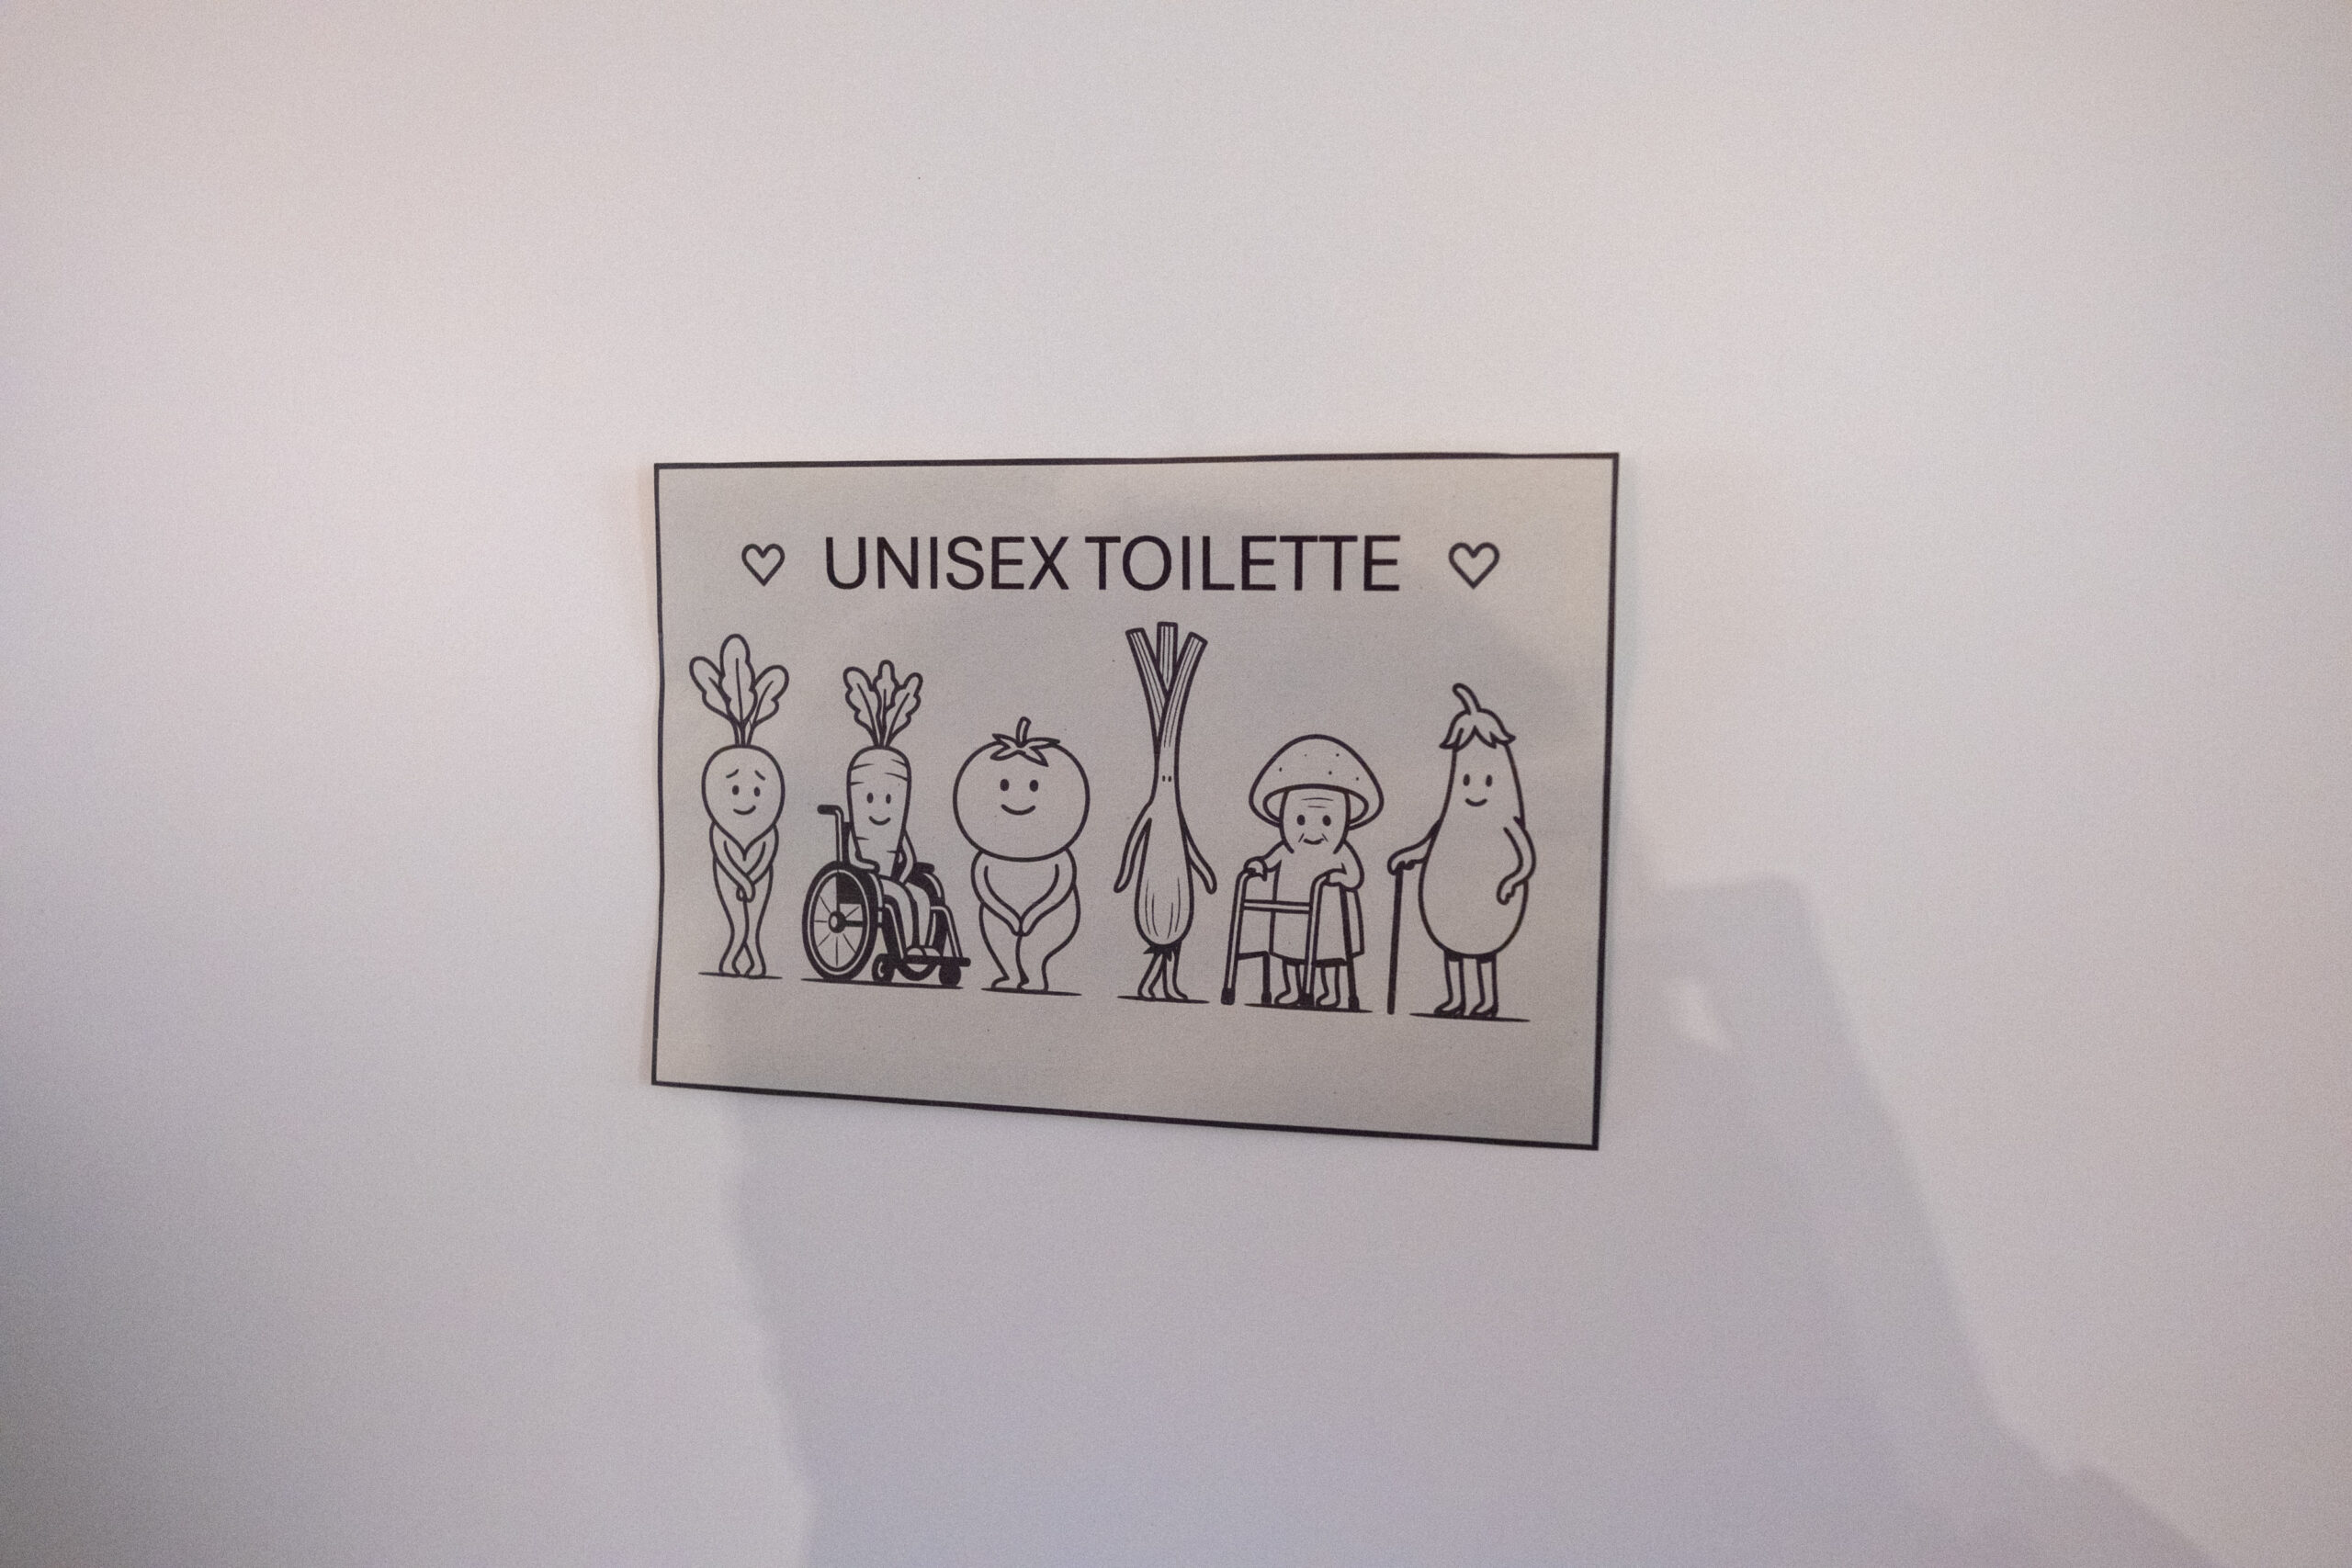 ♡ UNISEX TOILETTE ♡